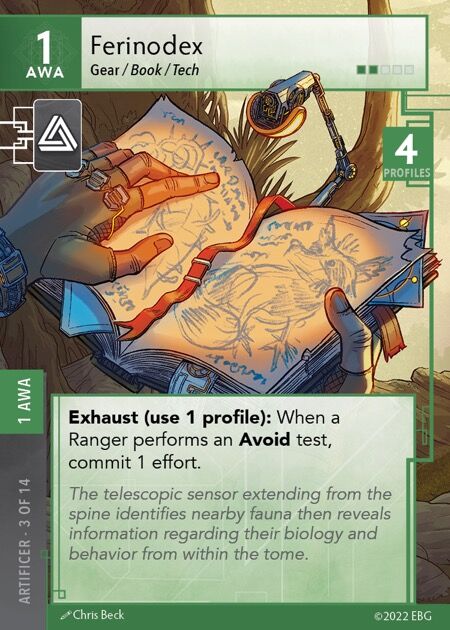 1
AWA
Ferinodex
Gear / Book / Tech
4
PROFILES
1 AWA
ARTIFICER - 3 OF 14
Exhaust (use 1 profile): When a
Ranger performs an Avoid test,
commit 1 effort.
The telescopic sensor extending from the
spine identifies nearby fauna then reveals
information regarding their biology and
behavior from within the tome.
Chris Beck
©2022 EBG